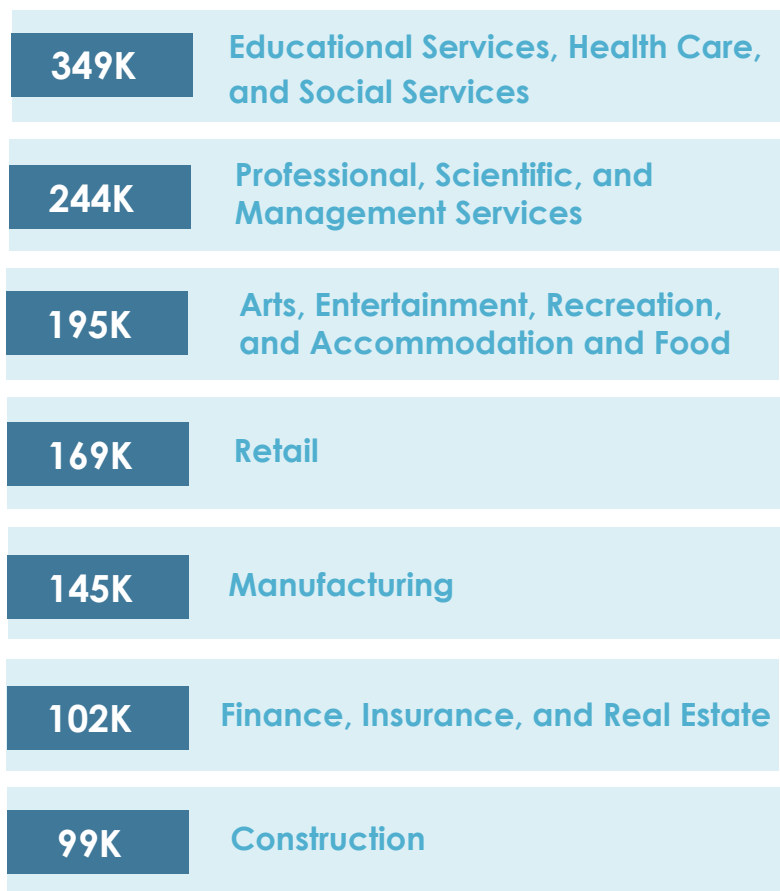 349K
Educational Services, Health Care,
and Social Services
244K
Professional, Scientific, and
Management Services
195K
Arts, Entertainment, Recreation,
and Accommodation and Food
169K
Retail
145K
Manufacturing
102K
Finance, Insurance, and Real Estate
99K
Construction